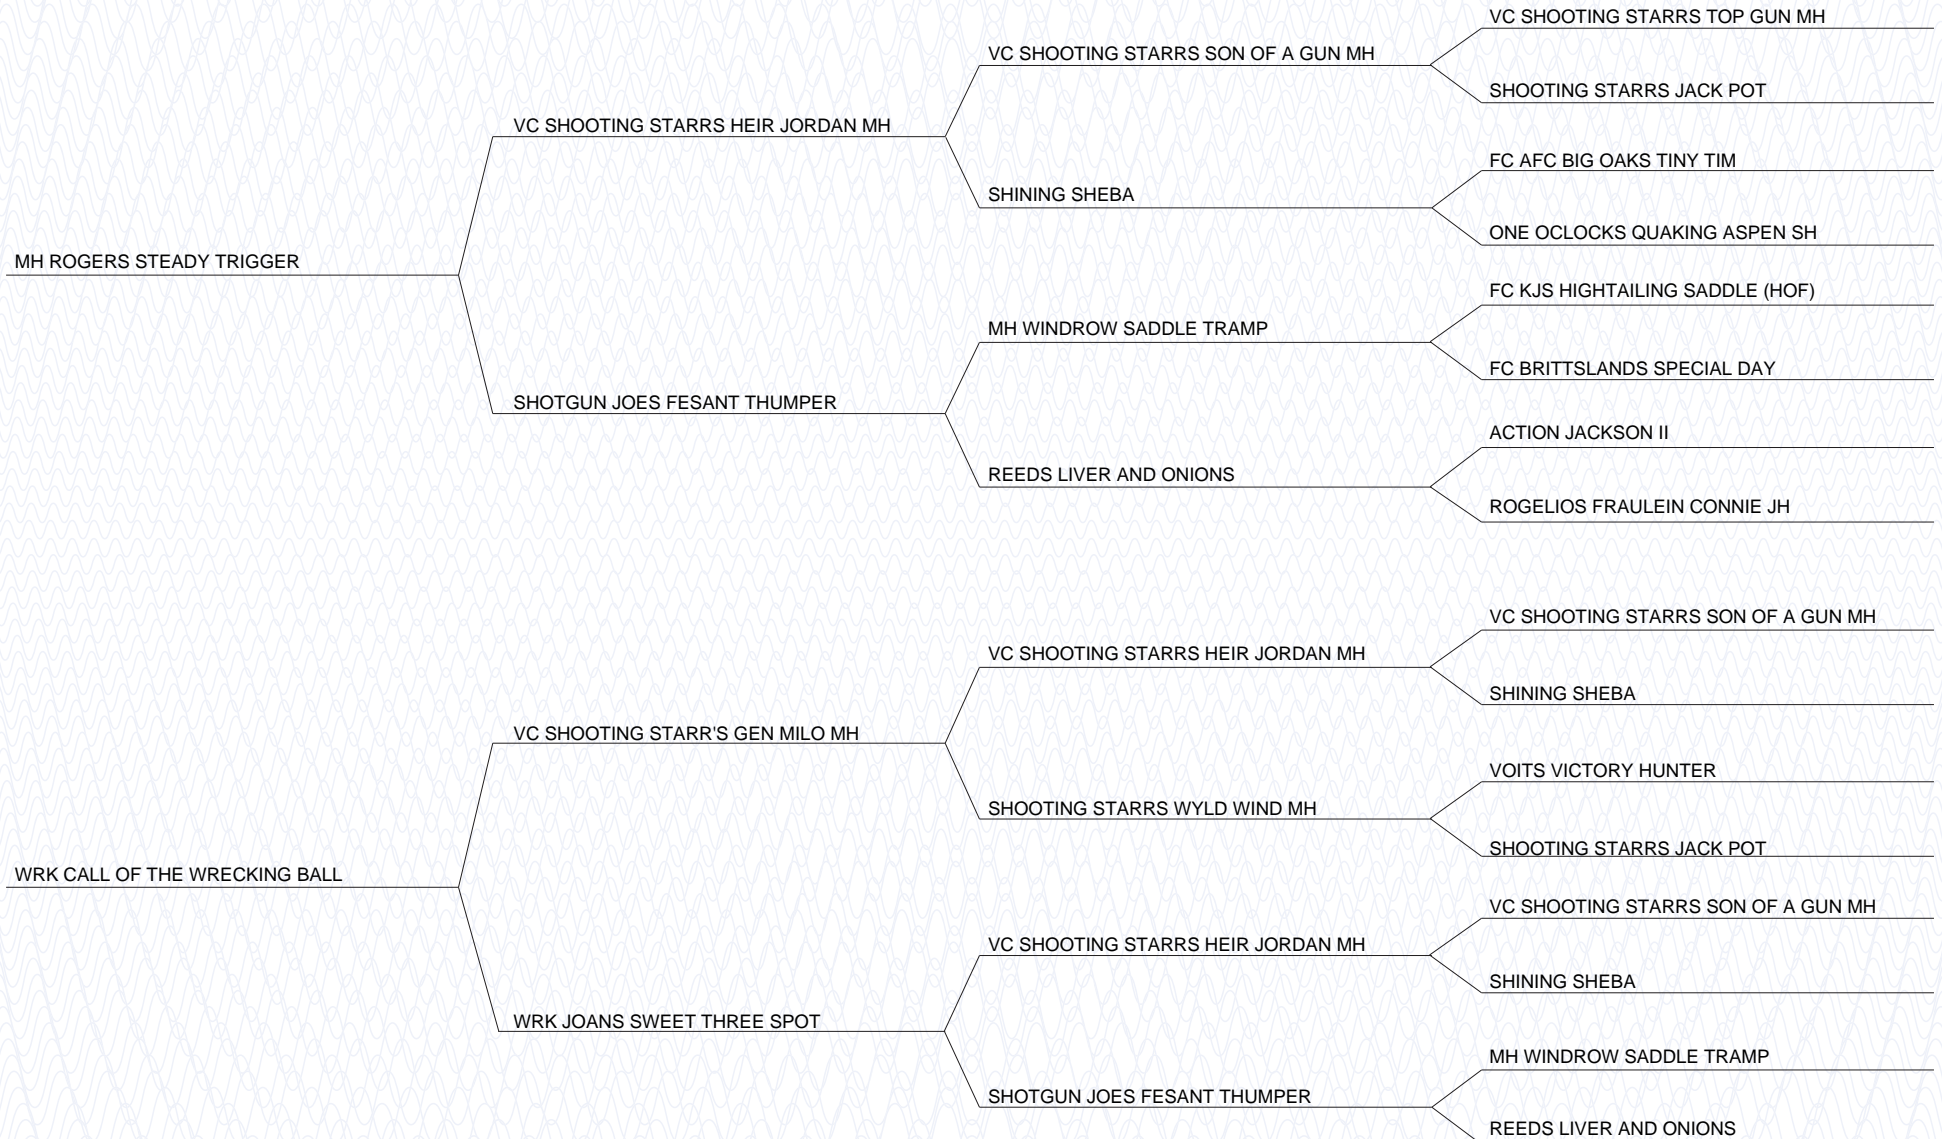 VC SHOOTING STARRS TOP GUN MH
VC SHOOTING STARRS SON OF A GUN MH
SHOOTING STARRS JACK POT
VC SHOOTING STARRS HEIR JORDAN MH
FC AFC BIG OAKS TINY TIM
SHINING SHEBA
ONE OCLOCKS QUAKING ASPEN SH
MH ROGERS STEADY TRIGGER
FC KJS HIGHTAILING SADDLE (HOF)
MH WINDROW SADDLE TRAMP
FC BRITTSLANDS SPECIAL DAY
SHOTGUN JOES FESANT THUMPER
ACTION JACKSON II
REEDS LIVER AND ONIONS
ROGELIOS FRAULEIN CONNIE JH
VC SHOOTING STARRS SON OF A GUN MH
VC SHOOTING STARRS HEIR JORDAN MH
SHINING SHEBA
VC SHOOTING STARR'S GEN MILO MH
VOITS VICTORY HUNTER
SHOOTING STARRS WYLD WIND MH
SHOOTING STARRS JACK POT
WRK CALL OF THE WRECKING BALL
VC SHOOTING STARRS SON OF A GUN MH
VC SHOOTING STARRS HEIR JORDAN MH
SHINING SHEBA
WRK JOANS SWEET THREE SPOT
MH WINDROW SADDLE TRAMP
SHOTGUN JOES FESANT THUMPER
REEDS LIVER AND ONIONS